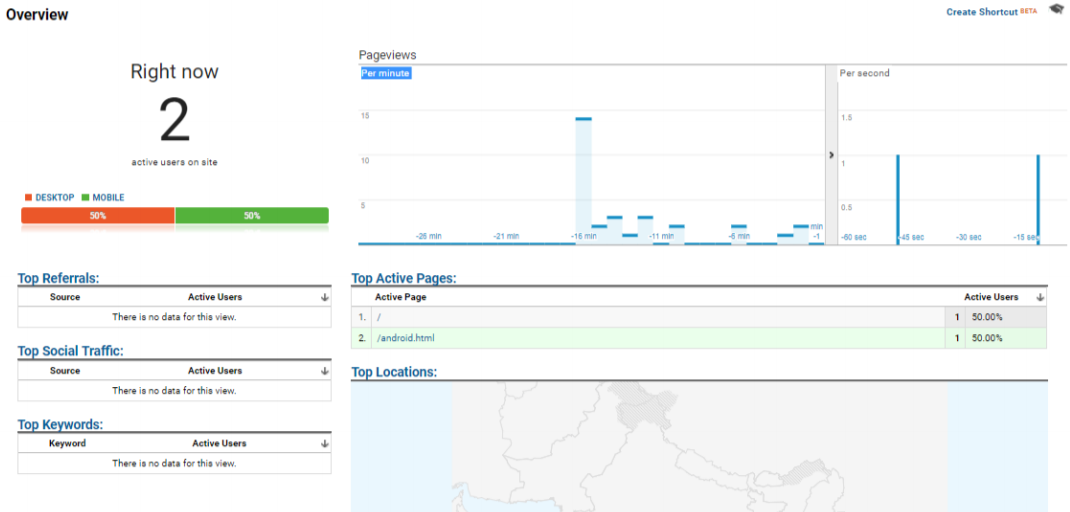 Overview
Create Shortcut BETA
Right now
2
active users on site
DESKTOP MOBILE
50% 50%
Pageviews
Per minute
15
10
5
-26 min -21 min -16 min -11 min -6 min min
-1
Per second
1.5
1
0.5
-60 sec -45 sec -30 sec -15 sec
Top Referrals:
Source Active Users
There is no data for this view.
Top Social Traffic:
Source Active Users
There is no data for this view.
Top Keywords:
Keyword Active Users
There is no data for this view.
Top Active Pages:
Active Page Active Users
1. / 1 50.00%
2. /android.html 1 50.00%
Top Locations: